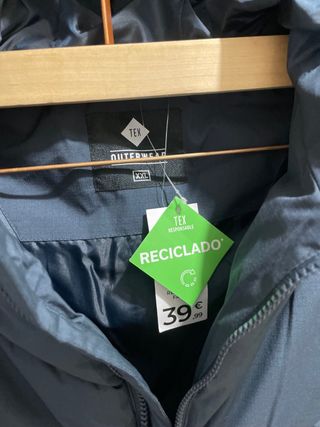 TEX
OUTERWEAR
XXL
TEX
RESPONSABLE
RECICLADO*
39
€
,99